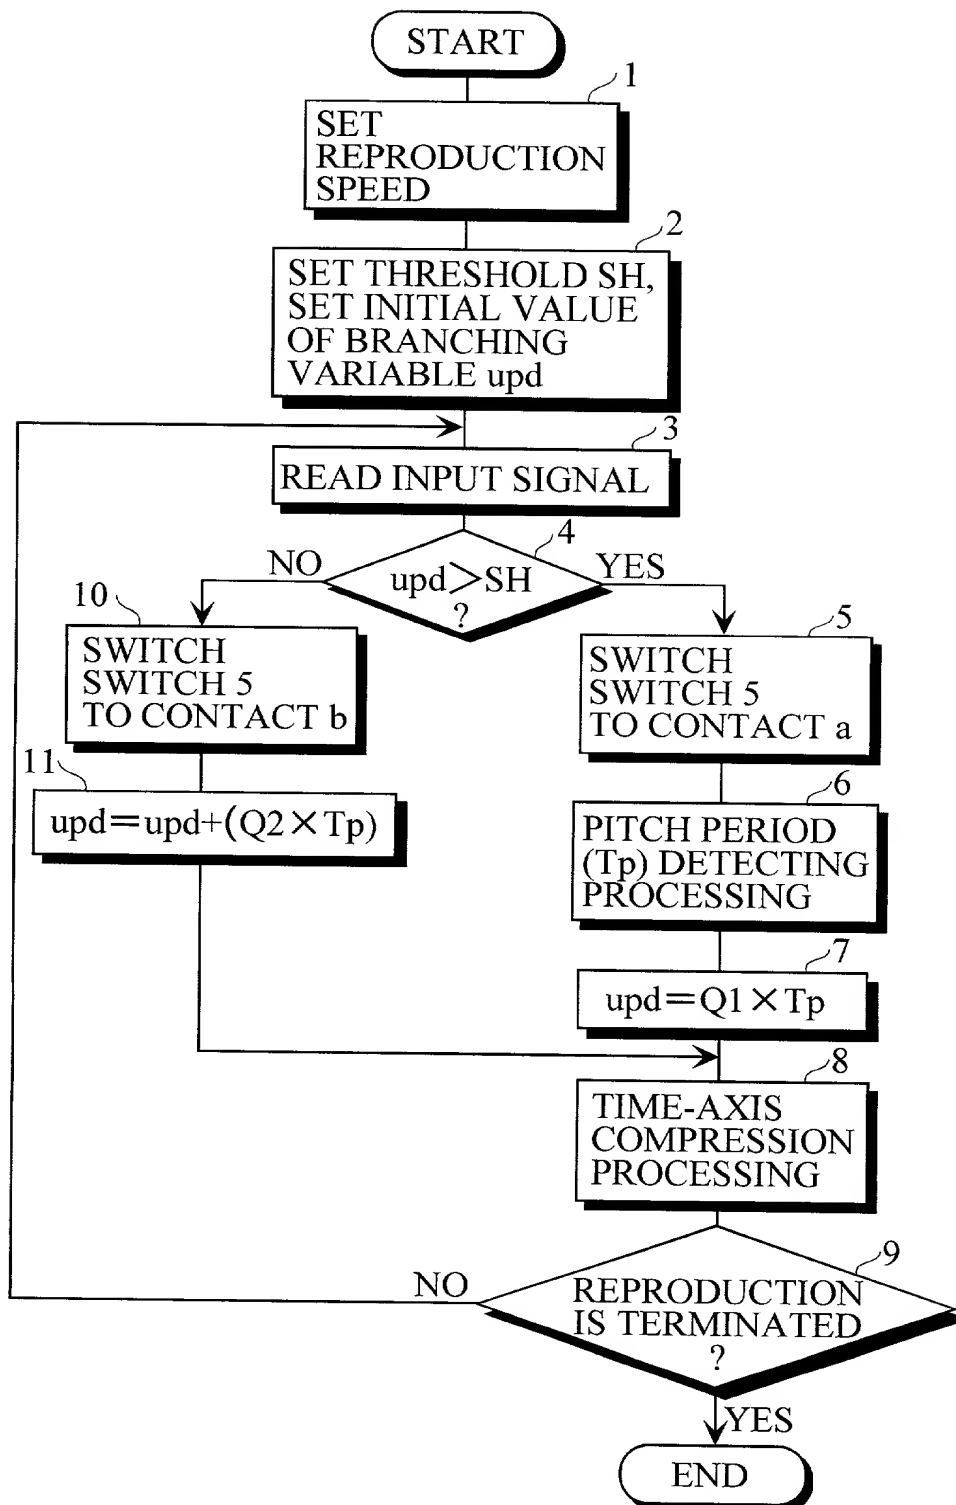 START
1
SET
REPRODUCTION
SPEED
2
SET THRESHOLD SH,
SET INITIAL VALUE
OF BRANCHING
VARIABLE upd
3
READ INPUT SIGNAL
4
NO
YES
upd>SH
?
10
SWITCH
SWITCH 5
TO CONTACT b
5
SWITCH
SWITCH 5
TO CONTACT a
11
upd=upd+(Q2×Tp)
6
PITCH PERIOD
(Tp) DETECTING
PROCESSING
7
upd=Q1×Tp
8
TIME-AXIS
COMPRESSION
PROCESSING
9
NO
REPRODUCTION
IS TERMINATED
?
YES
END